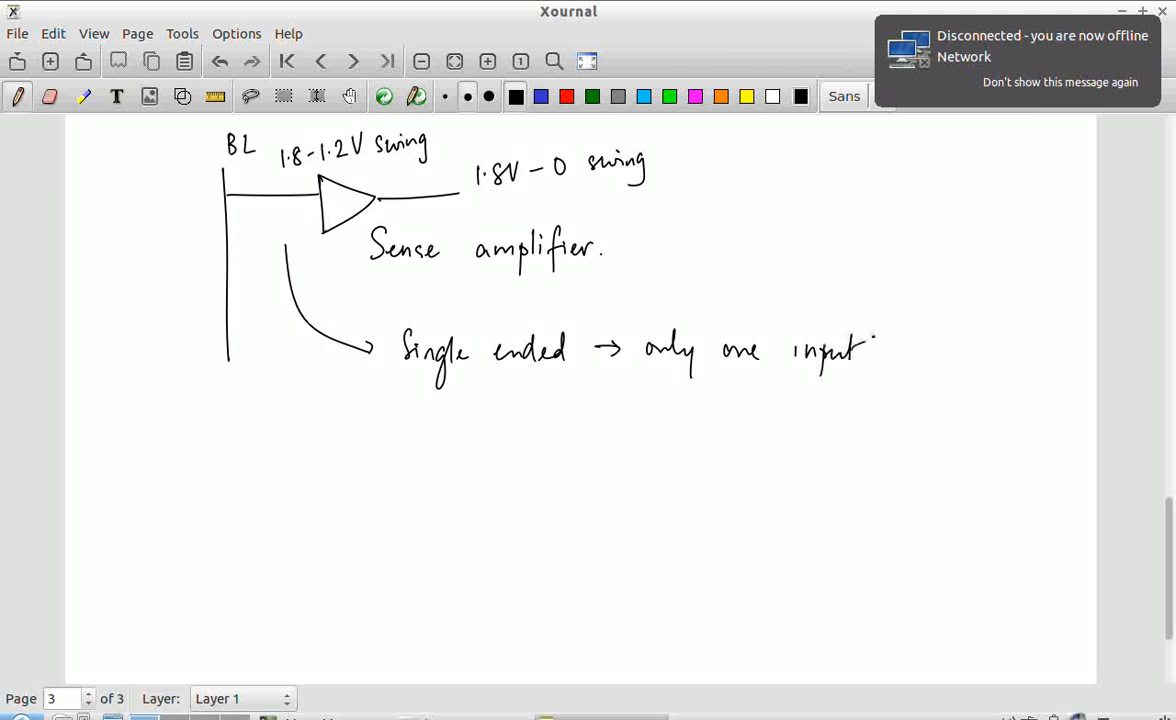 Xournal
File Edit View Page Tools Options Help
Disconnected - you are now offline
Network
Don't show this message again
Sans
BL 1.8-1.2V swing
1.8V - 0 swing
Sense amplifier.
Single ended → only one input
Page 3 of 3 Layer: Layer 1